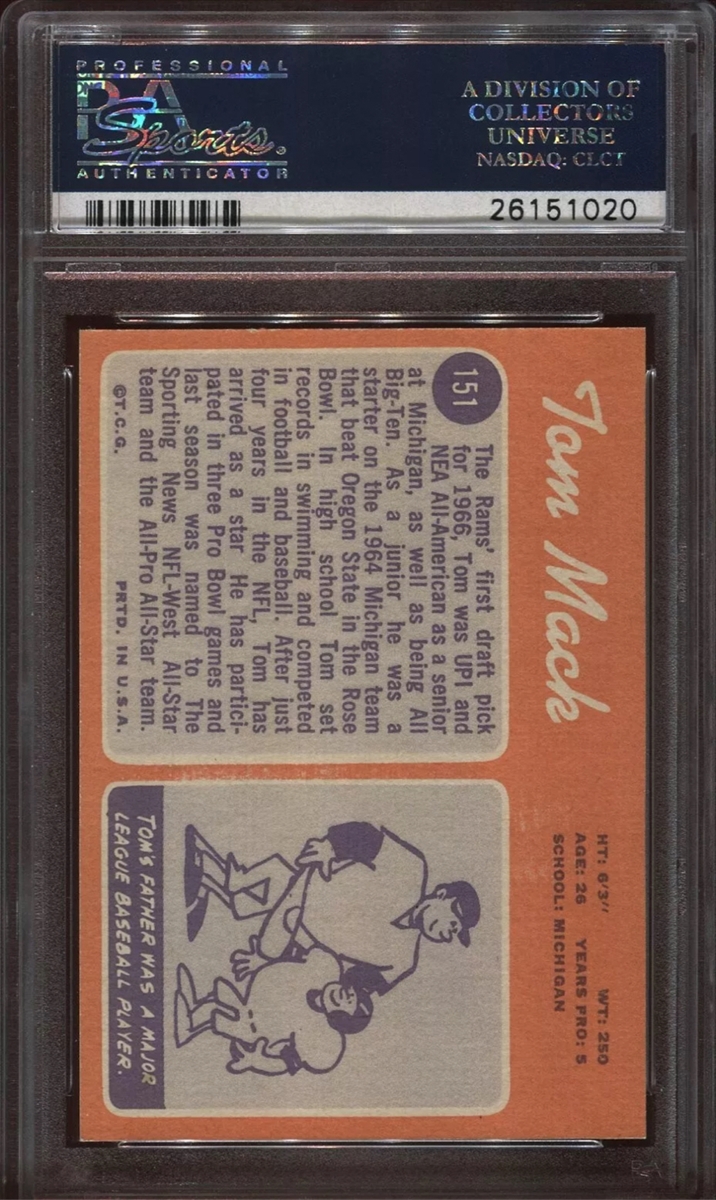 PROFESSIONAL
PSA
Sports.
AUTHENTICATOR
A DIVISION OF
COLLECTORS
UNIVERSE
NASDAQ: CLCT
26151020
Tom Mack
HT: 6'3" WT: 250
AGE: 26 YEARS PRO: 5
SCHOOL: MICHIGAN
151
The Rams' first draft pick
for 1966, Tom was UPI and
NEA All-American as a senior
at Michigan, as well as being All
Big-Ten. As a junior he was a
starter on the 1964 Michigan team
that beat Oregon State in the Rose
Bowl. In high school Tom set
records in swimming and competed
in football and baseball. After just
four years in the NFL, Tom has
arrived as a star He has partici-
pated in three Pro Bowl games and
last season was named to The
Sporting News NFL-West All-Star
team and the All-Pro All-Star team.
©T.C.G. PRTD. IN U.S.A.
TOM'S FATHER WAS A MAJOR
LEAGUE BASEBALL PLAYER.